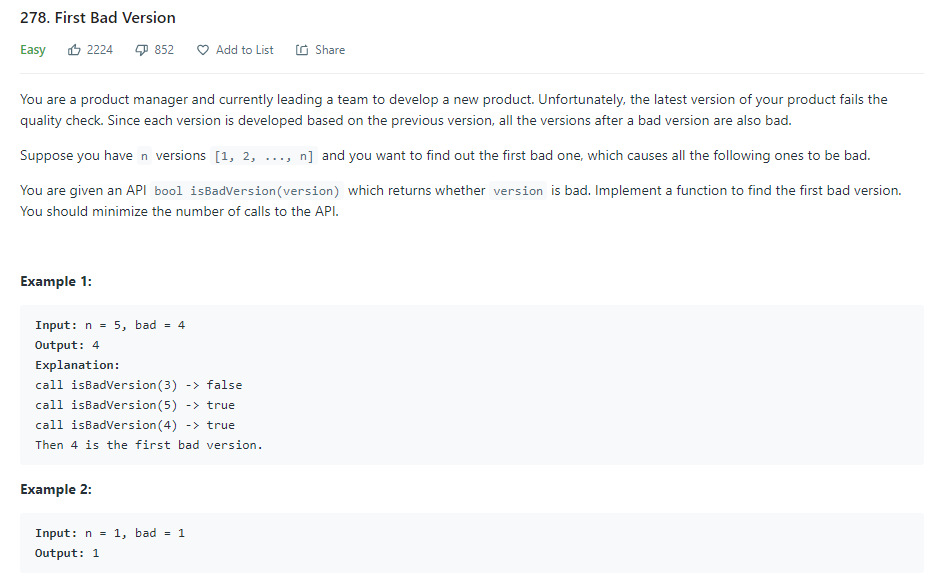 278. First Bad Version
Easy 2224 852 Add to List Share
You are a product manager and currently leading a team to develop a new product. Unfortunately, the latest version of your product fails the
quality check. Since each version is developed based on the previous version, all the versions after a bad version are also bad.
Suppose you have n versions [1, 2, ..., n] and you want to find out the first bad one, which causes all the following ones to be bad.
You are given an API bool isBadVersion(version) which returns whether version is bad. Implement a function to find the first bad version.
You should minimize the number of calls to the API.
Example 1:
Input: n = 5, bad = 4
Output: 4
Explanation:
call isBadVersion(3) -> false
call isBadVersion(5) -> true
call isBadVersion(4) -> true
Then 4 is the first bad version.
Example 2:
Input: n = 1, bad = 1
Output: 1